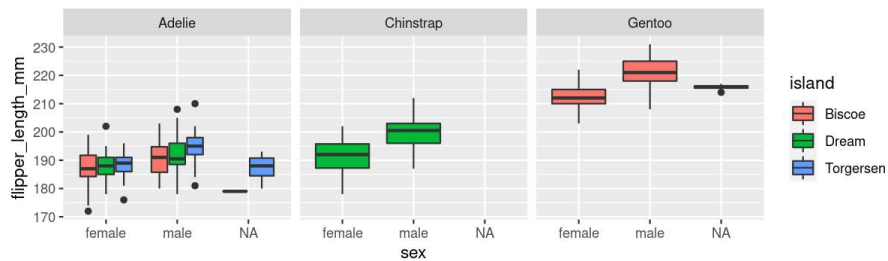 Adelie
Chinstrap
Gentoo
flipper_length_mm
230
220
210
200
190
180
170
female
male
NA
female
male
NA
female
male
NA
sex
island
Biscoe
Dream
Torgersen